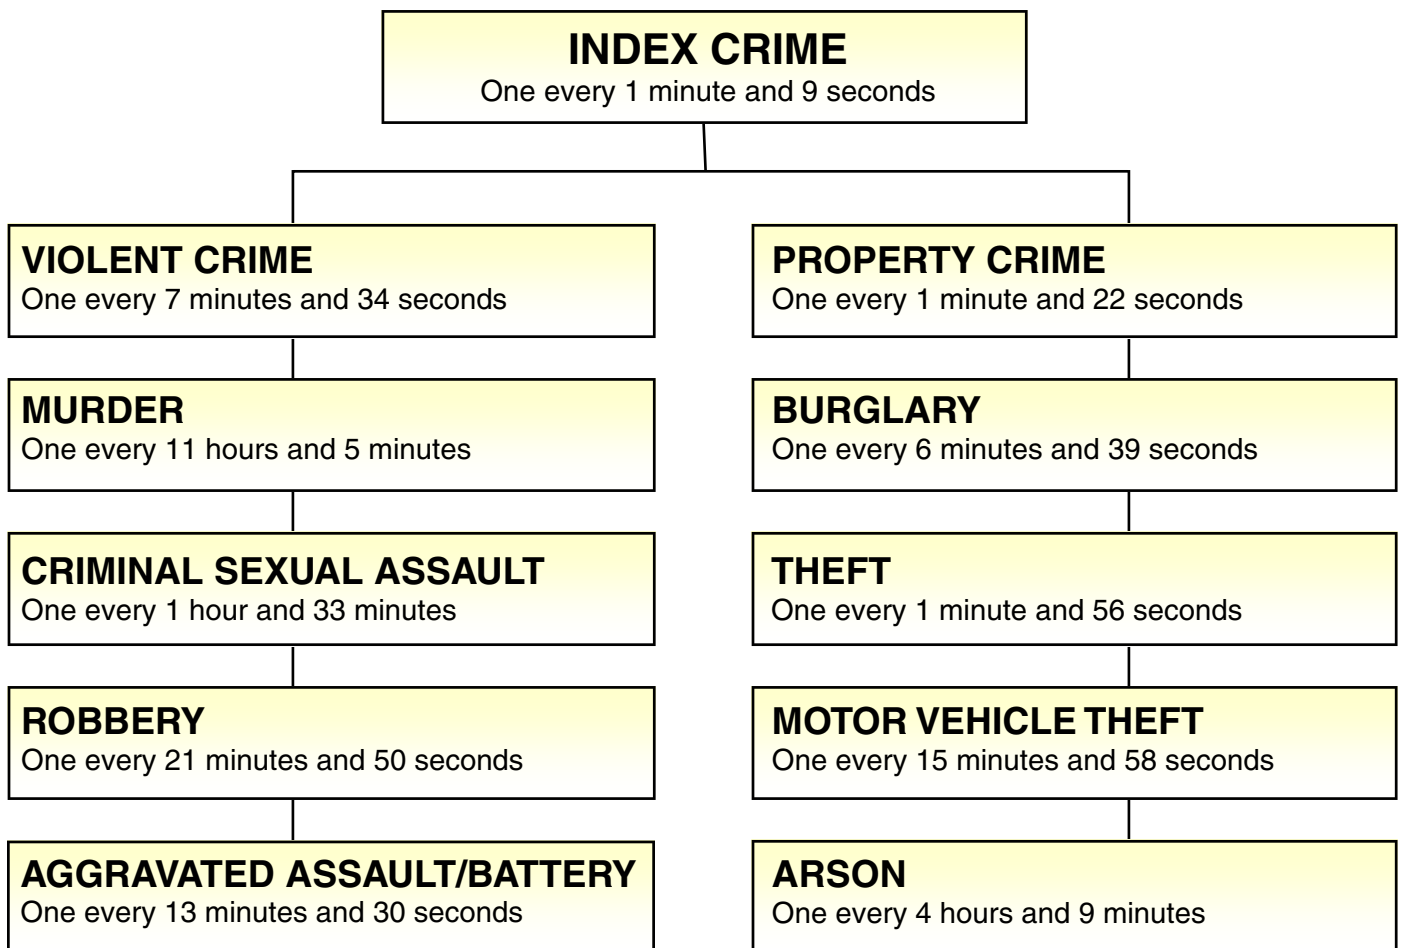 INDEX CRIME
One every 1 minute and 9 seconds
VIOLENT CRIME
One every 7 minutes and 34 seconds
MURDER
One every 11 hours and 5 minutes
CRIMINAL SEXUAL ASSAULT
One every 1 hour and 33 minutes
ROBBERY
One every 21 minutes and 50 seconds
AGGRAVATED ASSAULT/BATTERY
One every 13 minutes and 30 seconds
PROPERTY CRIME
One every 1 minute and 22 seconds
BURGLARY
One every 6 minutes and 39 seconds
THEFT
One every 1 minute and 56 seconds
MOTOR VEHICLE THEFT
One every 15 minutes and 58 seconds
ARSON
One every 4 hours and 9 minutes